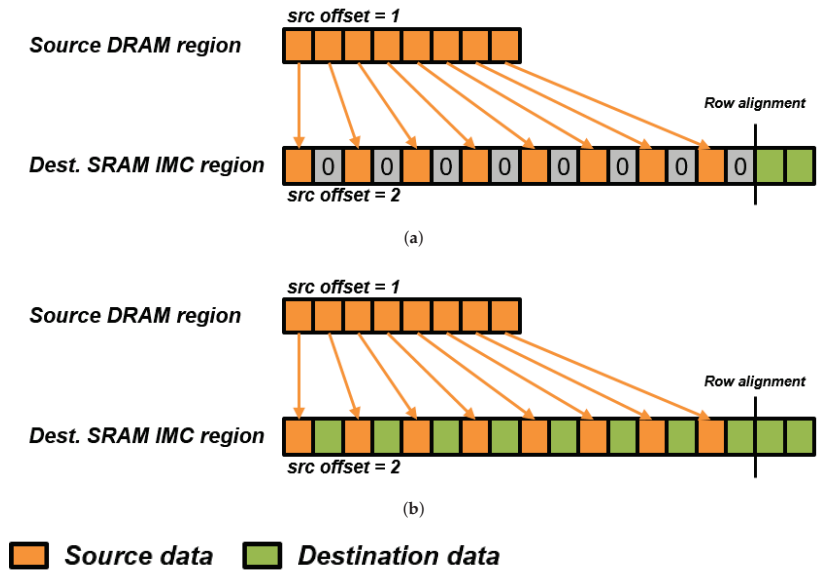 src offset = 1
Source DRAM region
Row alignment
Dest. SRAM IMC region 0 0 0 0 0 0 0 0
src offset = 2
(a)
src offset = 1
Source DRAM region
Row alignment
Dest. SRAM IMC region
src offset = 2
(b)
Source data Destination data